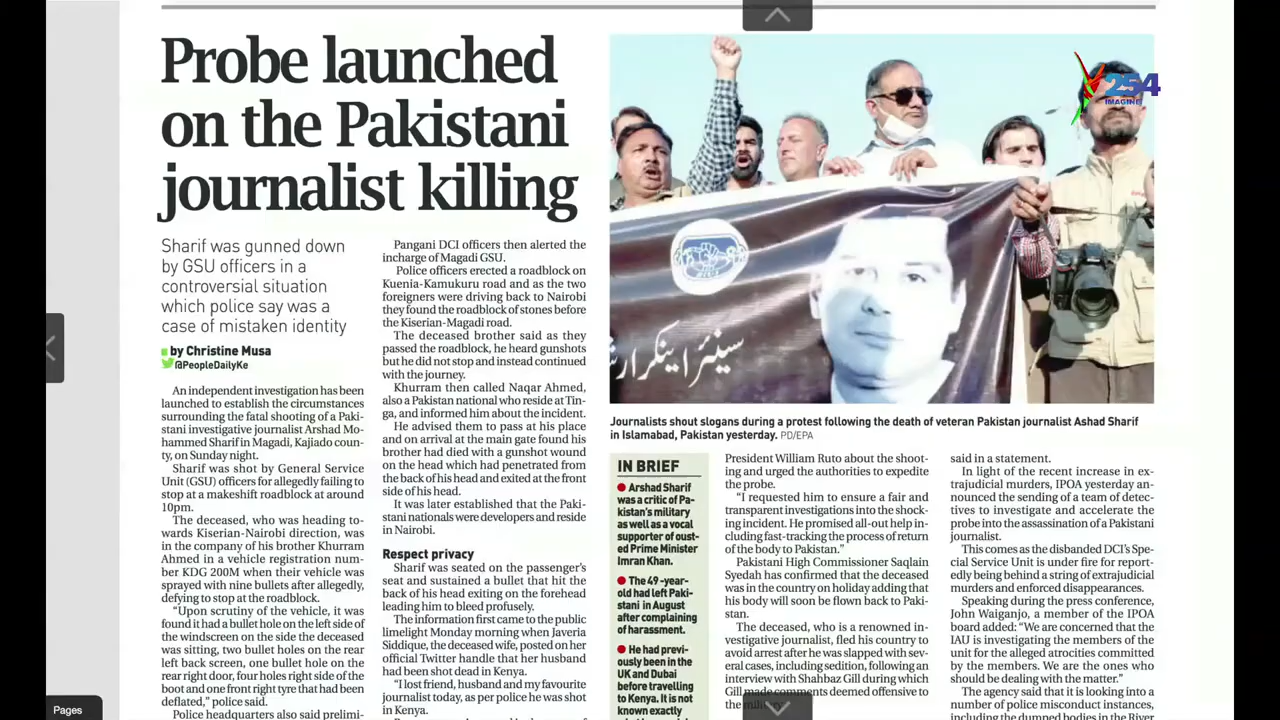 Probe launched
on the Pakistani
journalist killing
Sharif was gunned down
by GSU officers in a
controversial situation
which police say was a
case of mistaken identity
by Christine Musa
@PeopleDailyKe
An independent investigation has been
launched to establish the circumstances
surrounding the fatal shooting of a Paki-
stani investigative journalist Arshad Mo-
hammed Sharif in Magadi, Kajiado coun-
ty, on Sunday night.
Sharif was shot by General Service
Unit (GSU) officers for allegedly failing to
stop at a makeshift roadblock at around
10pm.
The deceased, who was heading to-
wards Kiserian-Nairobi direction, was
in the company of his brother Khurram
Ahmed in a vehicle registration num-
ber KDG 200M when their vehicle was
sprayed with nine bullets after allegedly,
defying to stop at the roadblock.
“Upon scrutiny of the vehicle, it was
found it had a bullet hole on the left side of
the windscreen on the side the deceased
was sitting, two bullet holes on the rear
left back screen, one bullet hole on the
rear right door, four holes right side of the
boot and one front right tyre that had been
deflated,” police said.
Police headquarters also said prelimi-
Pangani DCI officers then alerted the
incharge of Magadi GSU.
Police officers erected a roadblock on
Kuenia-Kamukuru road and as the two
foreigners were driving back to Nairobi
they found the roadblock of stones before
the Kiserian-Magadi road.
The deceased brother said as they
passed the roadblock, he heard gunshots
but he did not stop and instead continued
with the journey.
Khurram then called Naqar Ahmed,
also a Pakistan national who reside at Tin-
ga, and informed him about the incident.
He advised them to pass at his place
and on arrival at the main gate found his
brother had died with a gunshot wound
on the head which had penetrated from
the back of his head and exited at the front
side of his head.
It was later established that the Paki-
stani nationals were developers and reside
in Nairobi.
Respect privacy
Sharif was seated on the passenger’s
seat and sustained a bullet that hit the
back of his head exiting on the forehead
leading him to bleed profusely.
The information first came to the public
limelight Monday morning when Javeria
Siddique, the deceased wife, posted on her
official Twitter handle that her husband
had been shot dead in Kenya.
“I lost friend, husband and my favourite
journalist today, as per police he was shot
in Kenya.
254
IMAGINE
سینئر اینکر
Journalists shout slogans during a protest following the death of veteran Pakistan journalist Ashad Sharif
in Islamabad, Pakistan yesterday. PD/EPA
IN BRIEF
Arshad Sharif
was a critic of Pa-
kistan’s military
as well as a vocal
supporter of oust-
ed Prime Minister
Imran Khan.
The 49 -year-
old had left Paki-
stani in August
after complaining
of harassment.
He had previ-
ously been in the
UK and Dubai
before travelling
to Kenya. It is not
known exactly
President William Ruto about the shoot-
ing and urged the authorities to expedite
the probe.
“I requested him to ensure a fair and
transparent investigations into the shock-
ing incident. He promised all-out help in-
cluding fast-tracking the process of return
of the body to Pakistan.”
Pakistani High Commissioner Saqlain
Syedah has confirmed that the deceased
was in the country on holiday adding that
his body will soon be flown back to Paki-
stan.
The deceased, who is a renowned in-
vestigative journalist, fled his country to
avoid arrest after he was slapped with sev-
eral cases, including sedition, following an
interview with Shahbaz Gill during which
Gill made comments deemed offensive to
the
said in a statement.
In light of the recent increase in ex-
trajudicial murders, IPOA yesterday an-
nounced the sending of a team of detec-
tives to investigate and accelerate the
probe into the assassination of a Pakistani
journalist.
This comes as the disbanded DCI’s Spe-
cial Service Unit is under fire for report-
edly being behind a string of extrajudicial
murders and enforced disappearances.
Speaking during the press conference,
John Waiganjo, a member of the IPOA
board added: “We are concerned that the
IAU is investigating the members of the
unit for the alleged atrocities committed
by the members. We are the ones who
should be dealing with the matter.”
The agency said that it is looking into a
number of police misconduct instances,
including the dumped bodies in the River
Pages